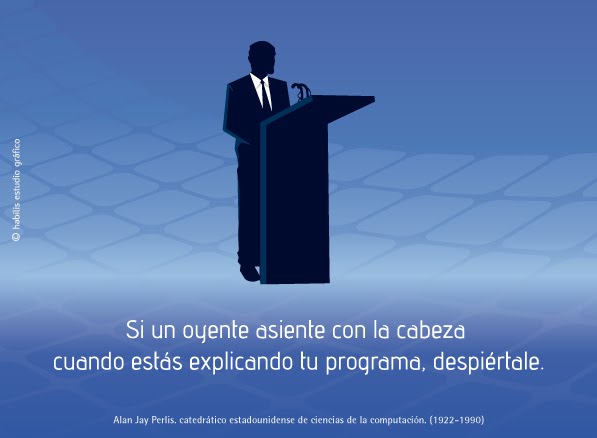 © habilis estudio gráfico
Si un oyente asiente con la cabeza
cuando estás explicando tu programa, despiértale.
Alan Jay Perlis. catedrático estadounidense de ciencias de la computación. (1922-1990)